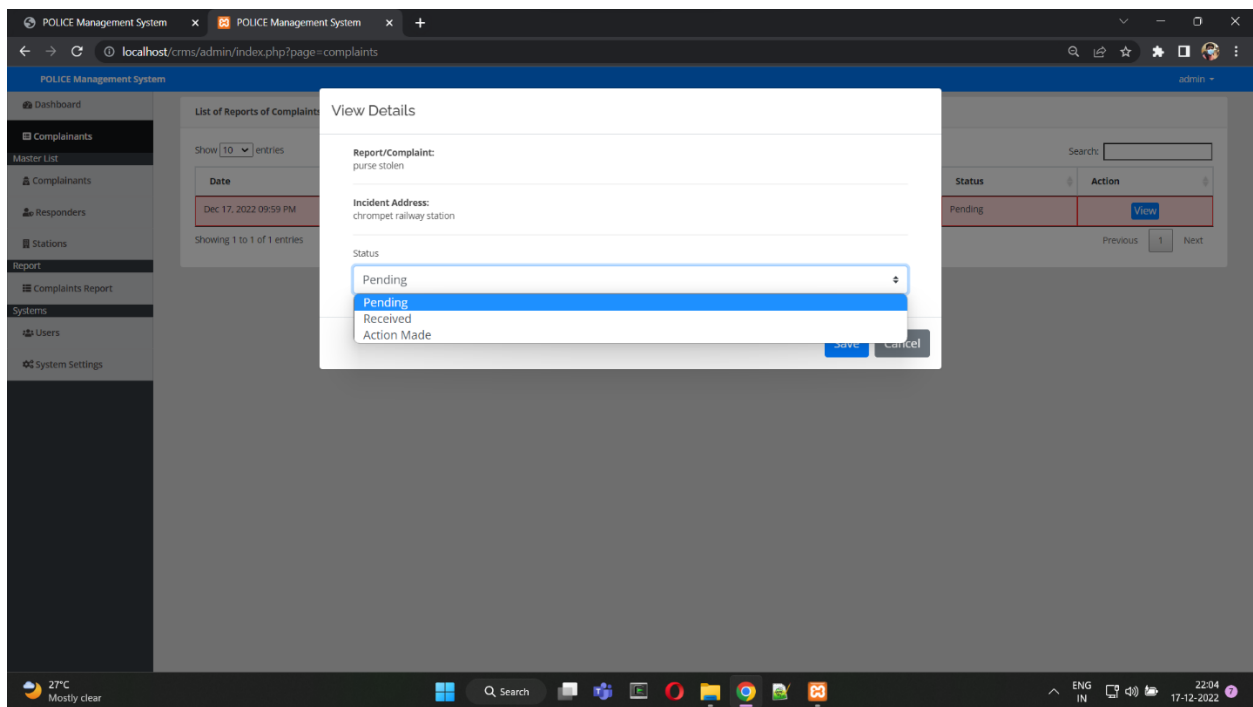 POLICE Management System
POLICE Management System
localhost/crms/admin/index.php?page=complaints
POLICE Management System
admin
Dashboard
Complainants
Master List
Complainants
Responders
Stations
Report
Complaints Report
Systems
Users
System Settings
List of Reports of Complaints
Show 10 entries
Search:
Date
Status
Action
Dec 17, 2022 09:59 PM
Pending
View
Showing 1 to 1 of 1 entries
Previous 1 Next
View Details
Report/Complaint:
purse stolen
Incident Address:
chrompet railway station
Status
Pending
Pending
Received
Action Made
Save Cancel
27°C
Mostly clear
Search
ENG
IN
22:04
17-12-2022
7